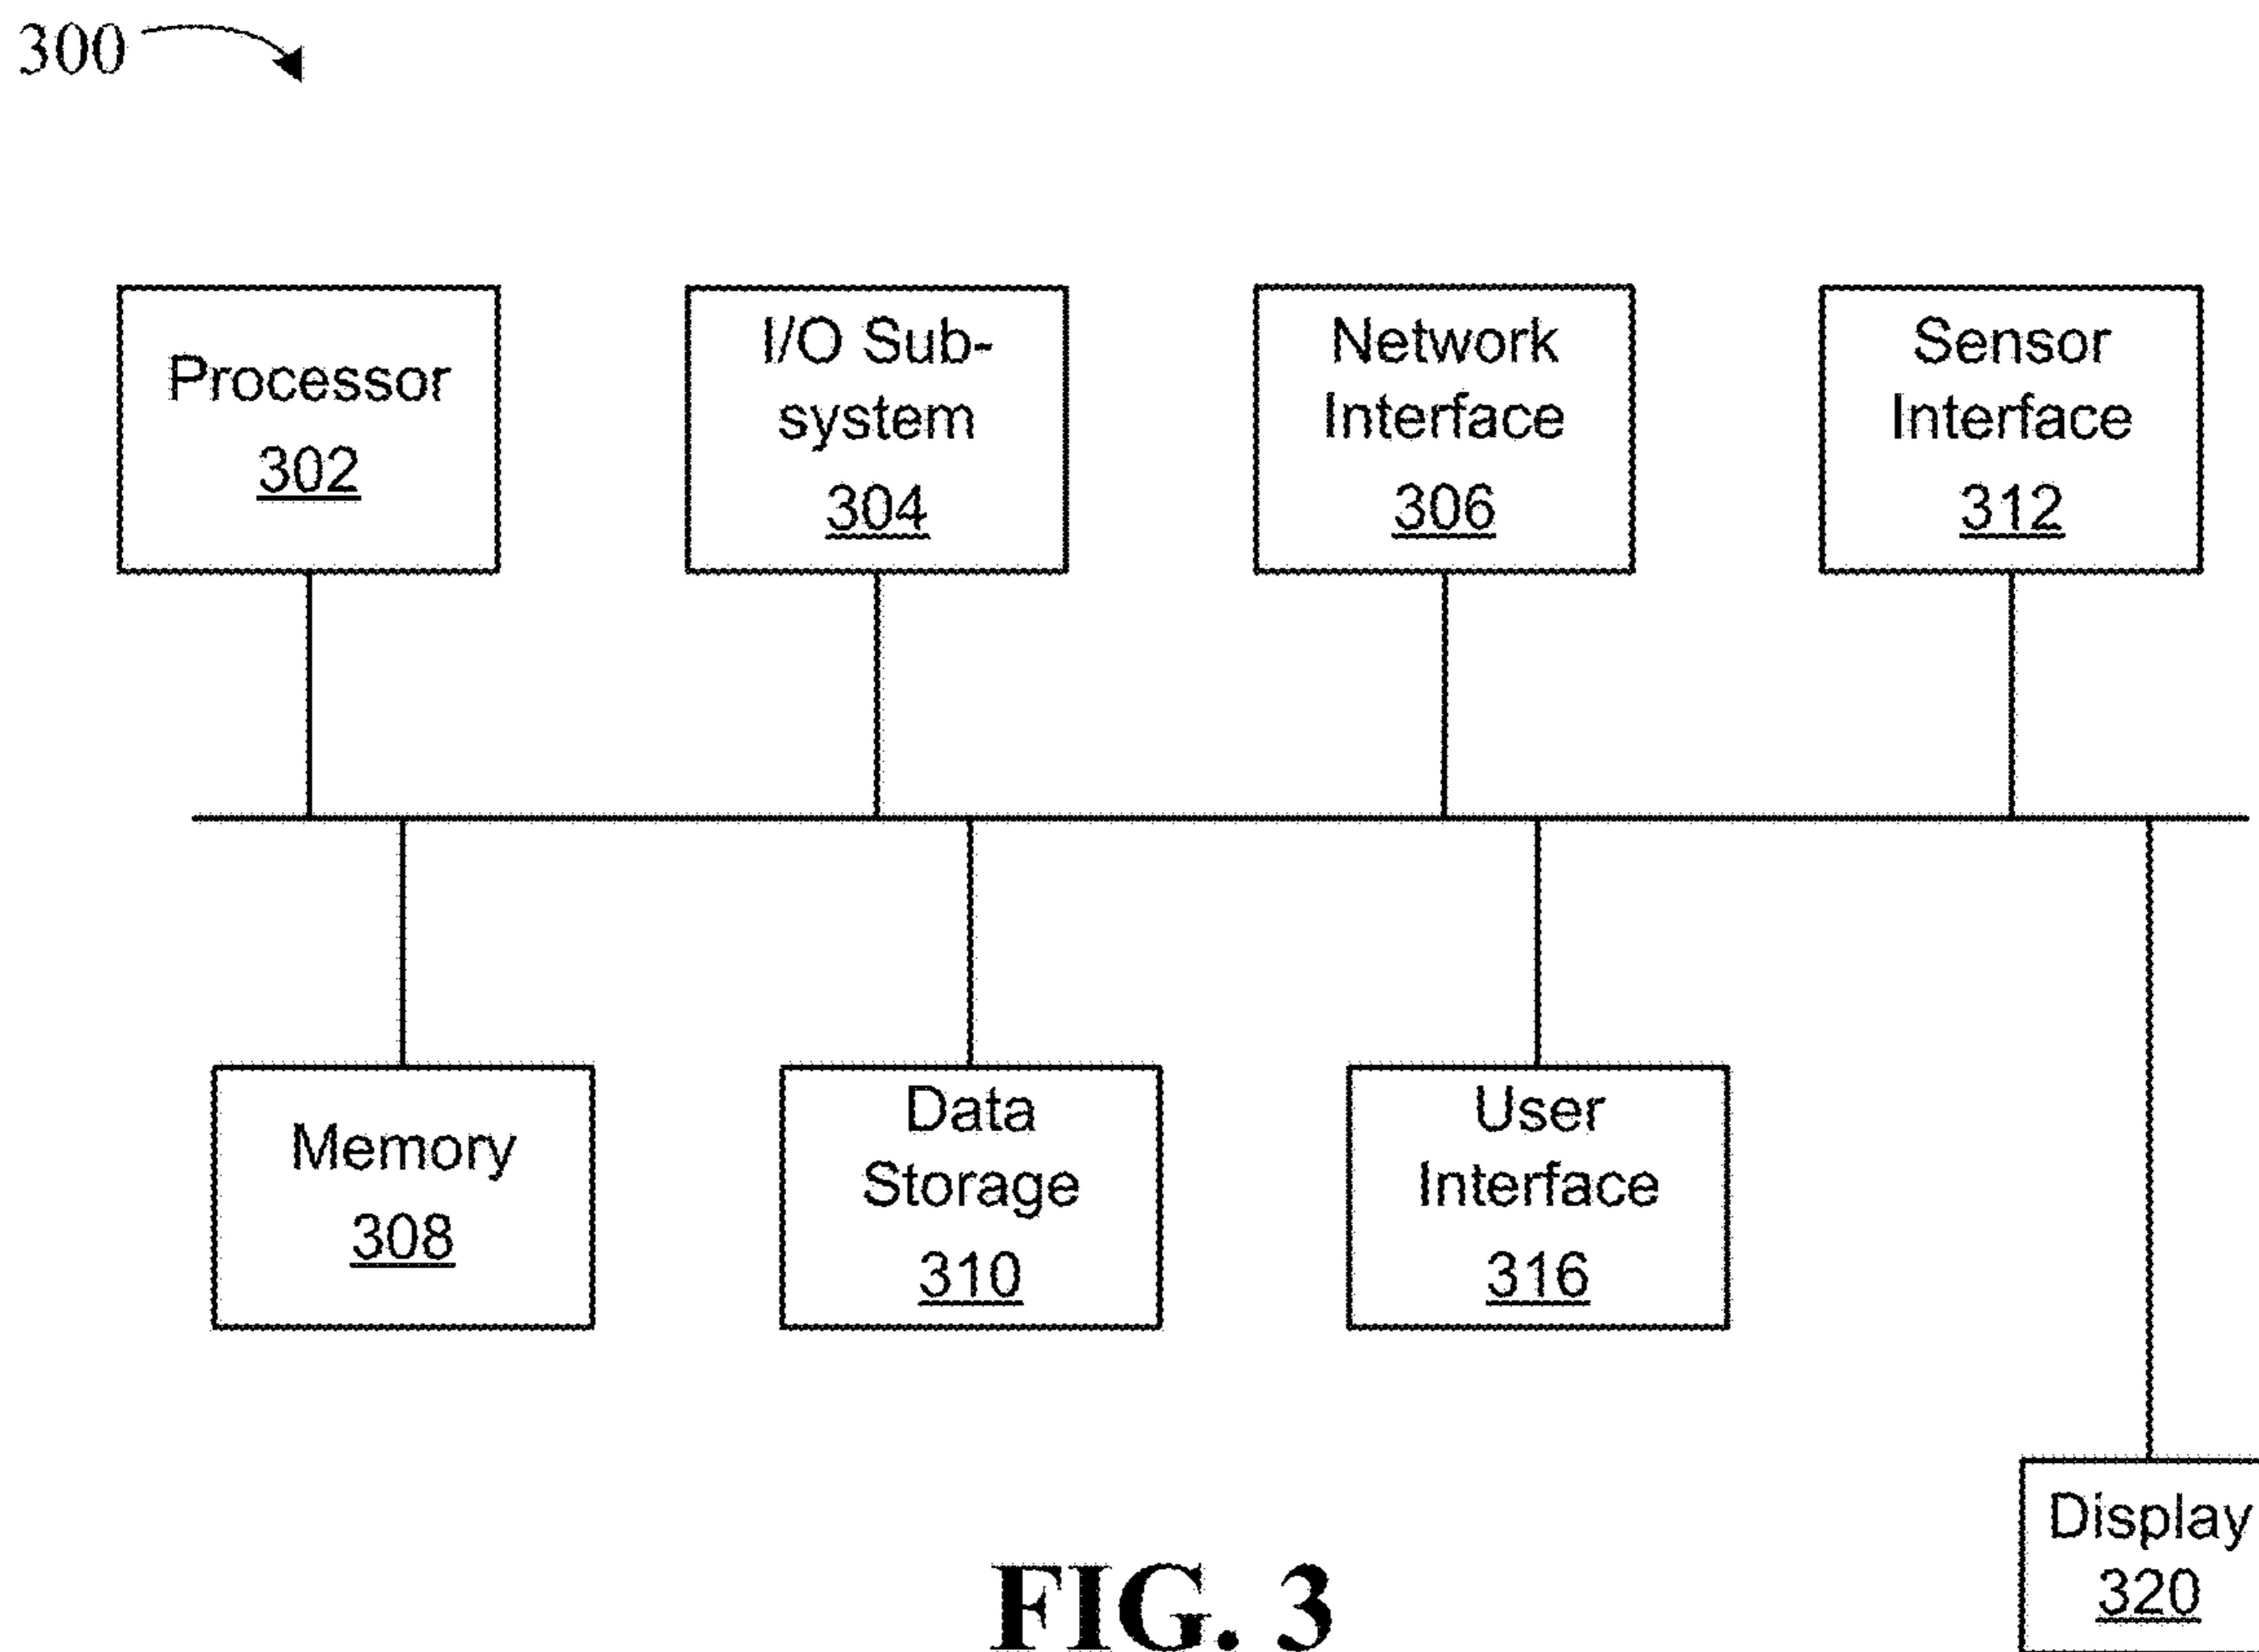 300
Processor
302
I/O Sub-
system
304
Network
Interface
306
Sensor
Interface
312
Memory
308
Data
Storage
310
User
Interface
316
Display
320
FIG. 3